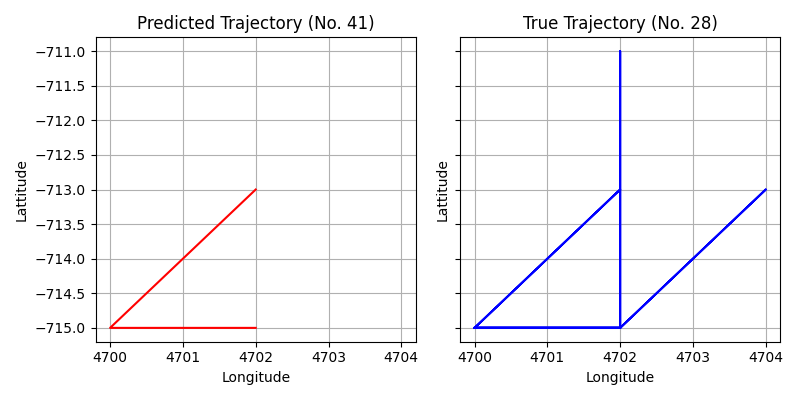 Predicted Trajectory (No. 41)
True Trajectory (No. 28)
Lattitude
−711.0
−711.5
−712.0
−712.5
−713.0
−713.5
−714.0
−714.5
−715.0
4700 4701 4702 4703 4704
Longitude
Lattitude
4700 4701 4702 4703 4704
Longitude